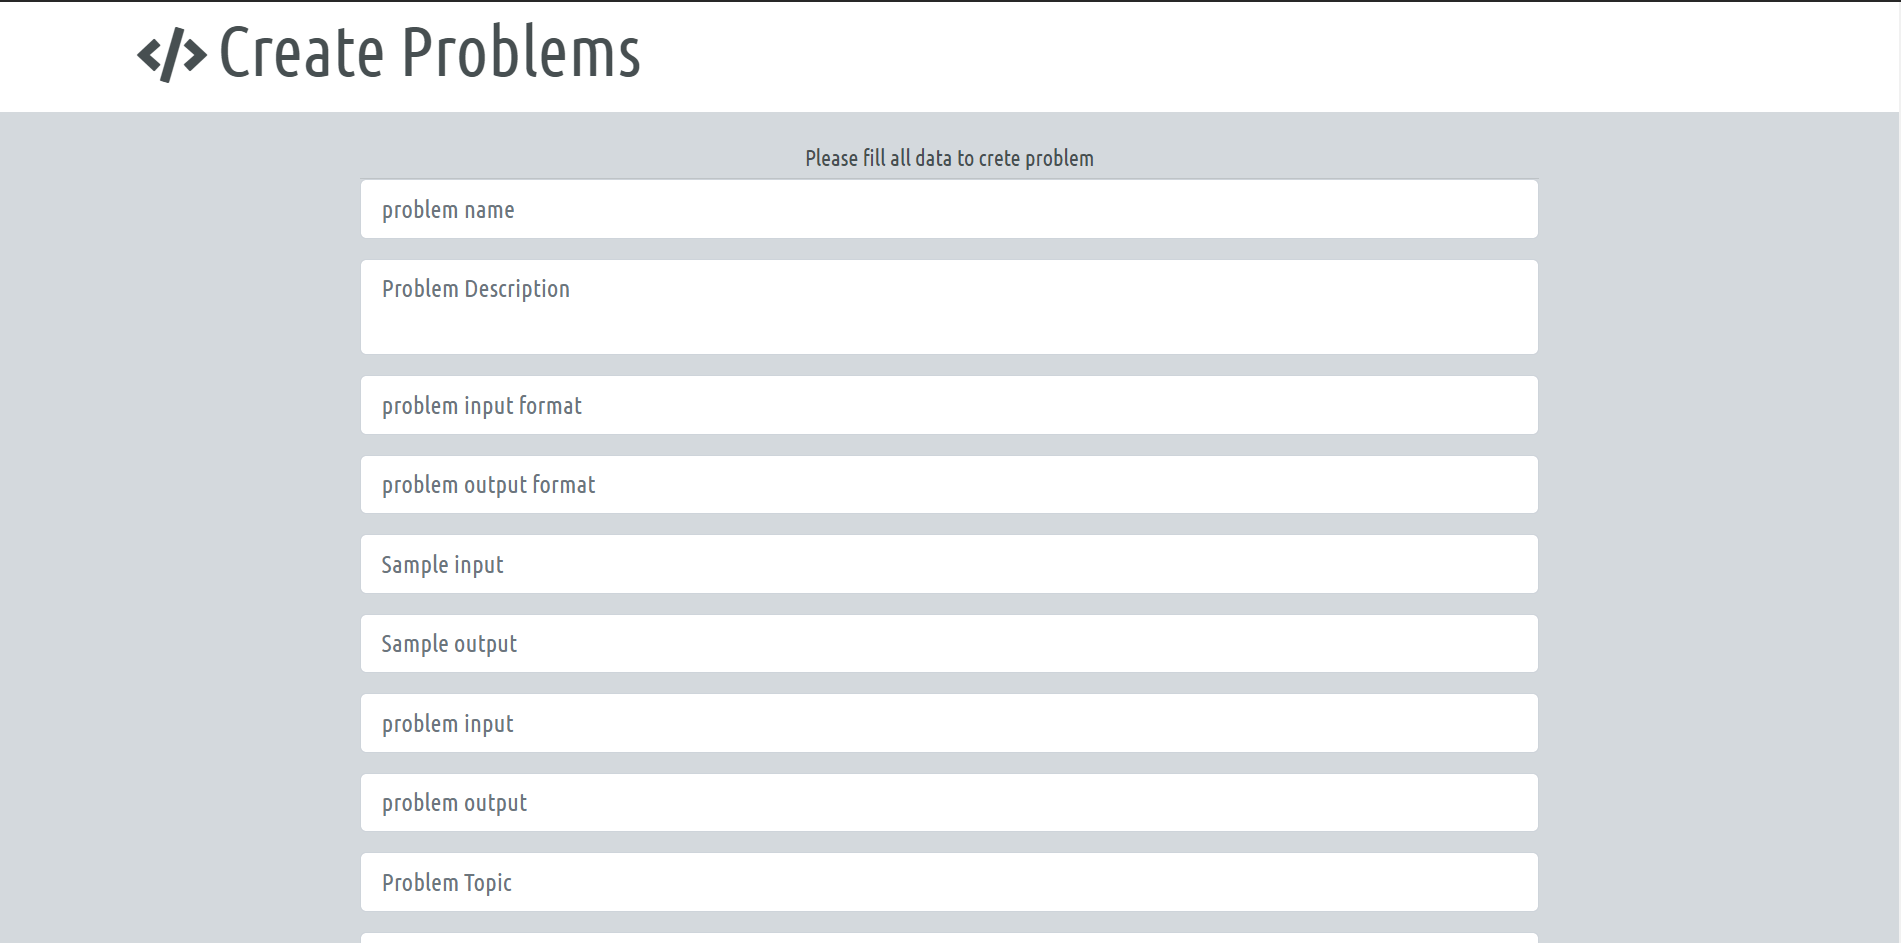 </> Create Problems
Please fill all data to crete problem
problem name
Problem Description
problem input format
problem output format
Sample input
Sample output
problem input
problem output
Problem Topic